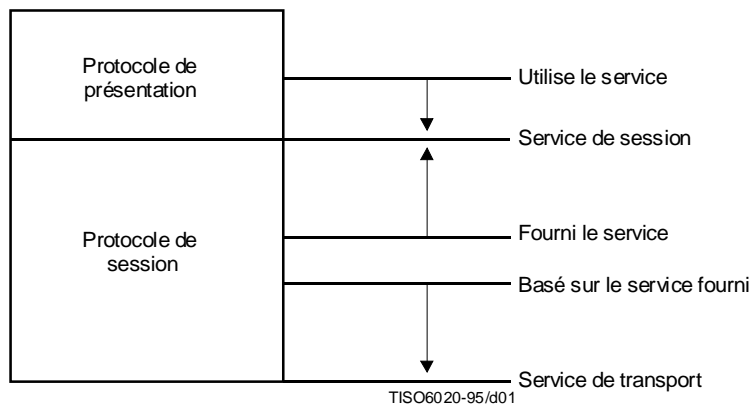 Protocole de
présentation
Utilise le service
Service de session
Protocole de
session
Fourni le service
Basé sur le service fourni
Service de transport
TISO6020-95/d01